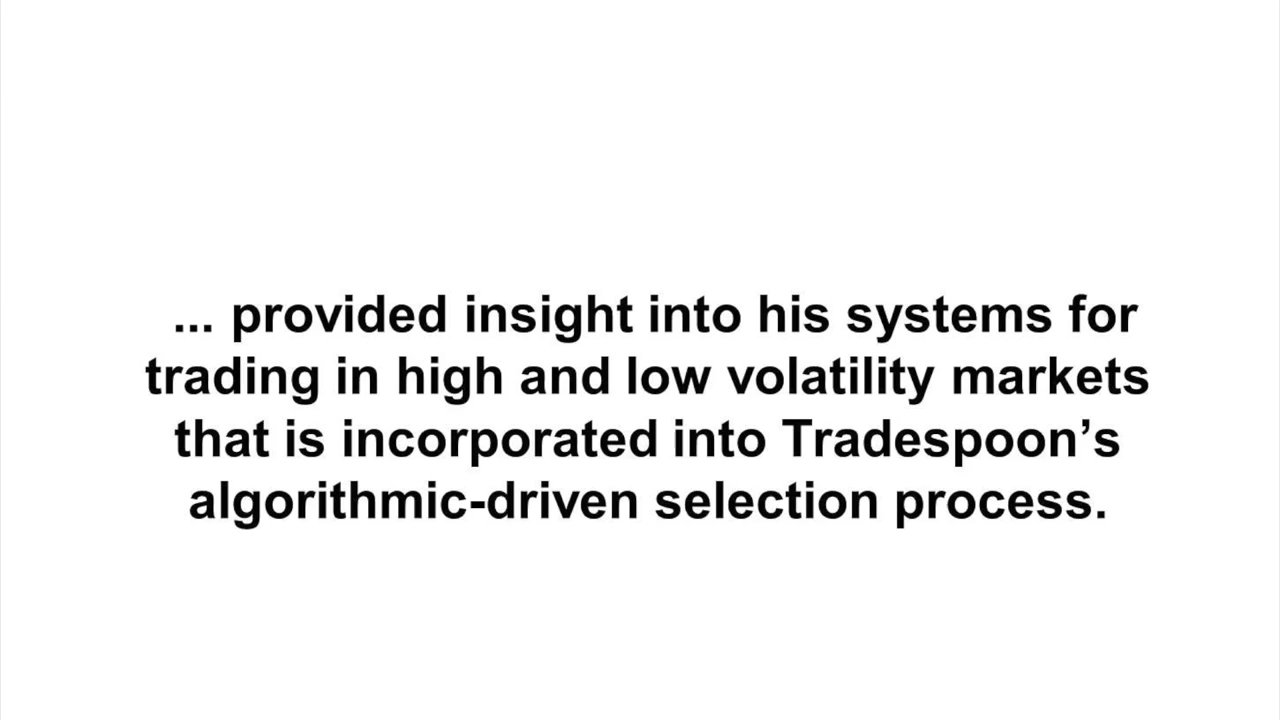 ... provided insight into his systems for
trading in high and low volatility markets
that is incorporated into Tradespoon’s
algorithmic-driven selection process.